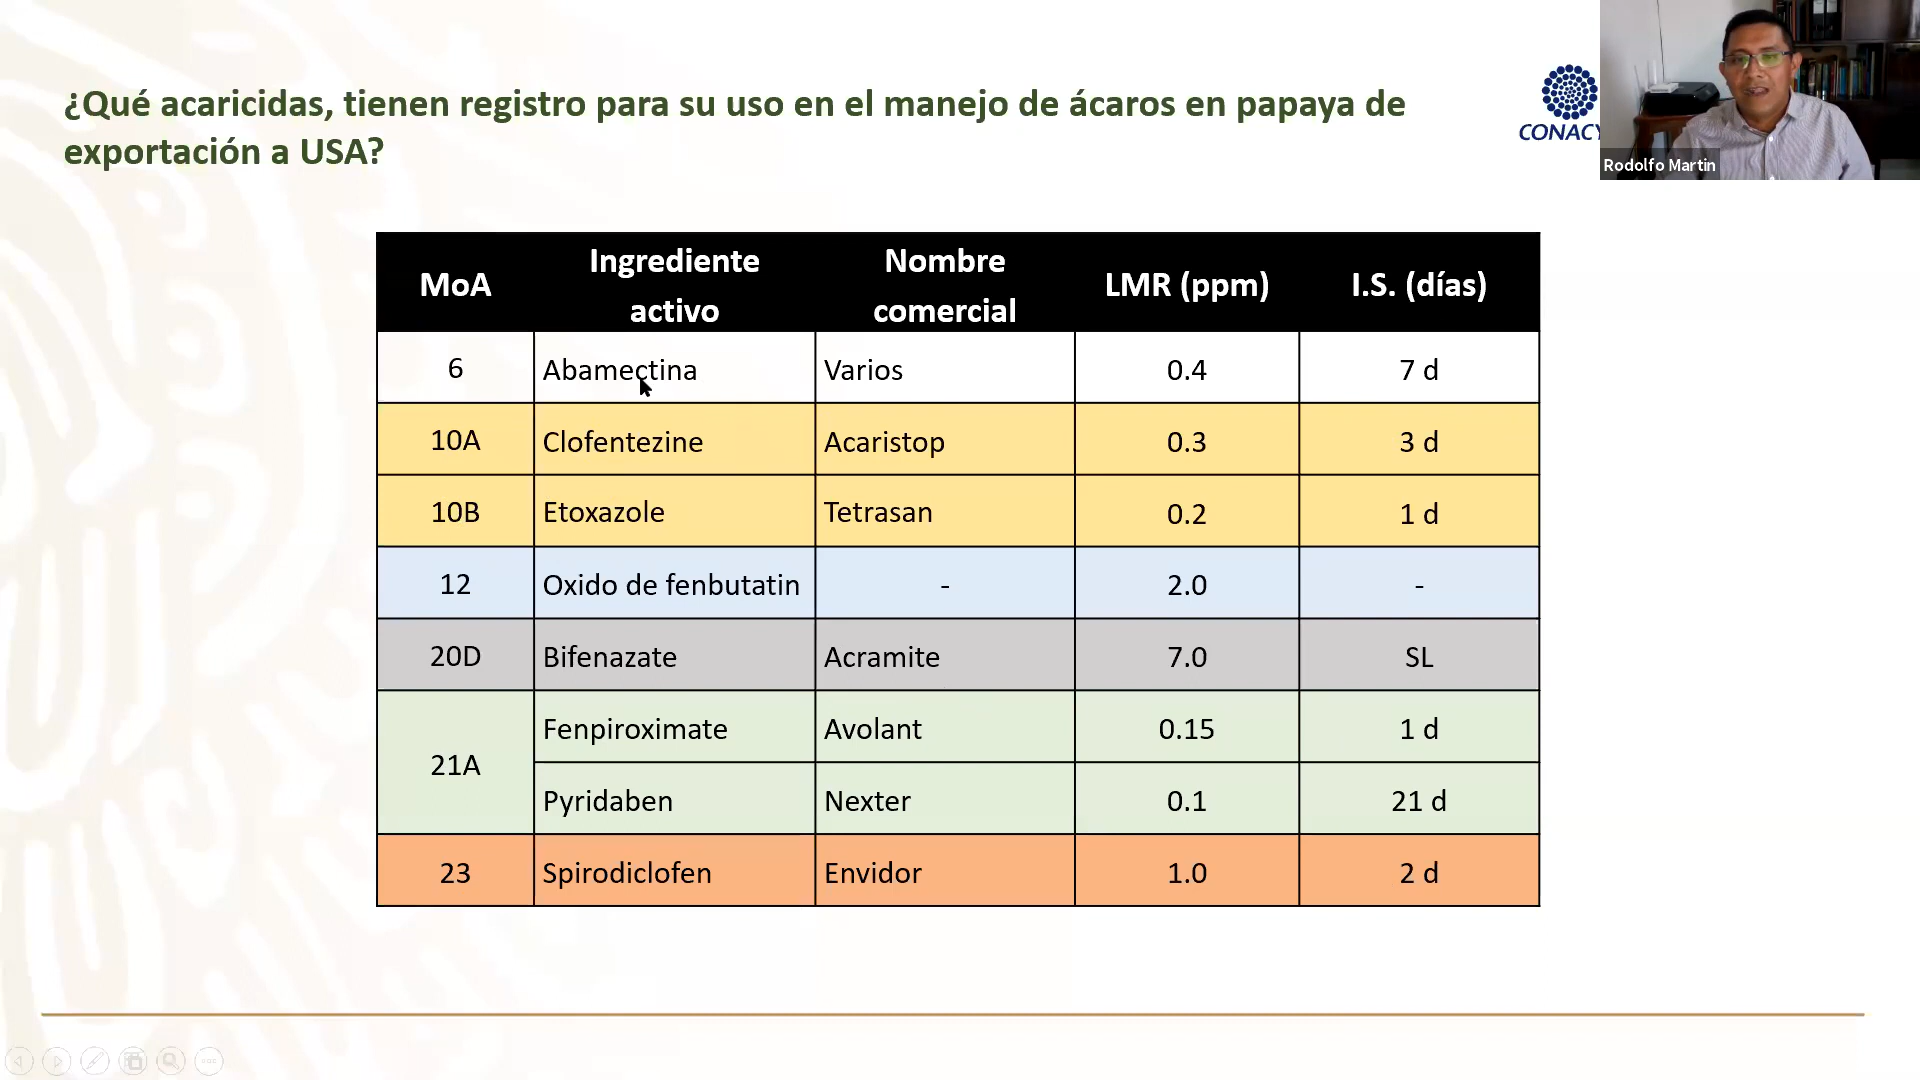 ¿Qué acaricidas, tienen registro para su uso en el manejo de ácaros en papaya de
exportación a USA?
CONACY
Rodolfo Martin
MoA Ingrediente activo Nombre comercial LMR (ppm) I.S. (días)
6 Abamectina Varios 0.4 7 d
10A Clofentezine Acaristop 0.3 3 d
10B Etoxazole Tetrasan 0.2 1 d
12 Oxido de fenbutatin - 2.0 -
20D Bifenazate Acramite 7.0 SL
21A Fenpiroximate Avolant 0.15 1 d
Pyridaben Nexter 0.1 21 d
23 Spirodiclofen Envidor 1.0 2 d